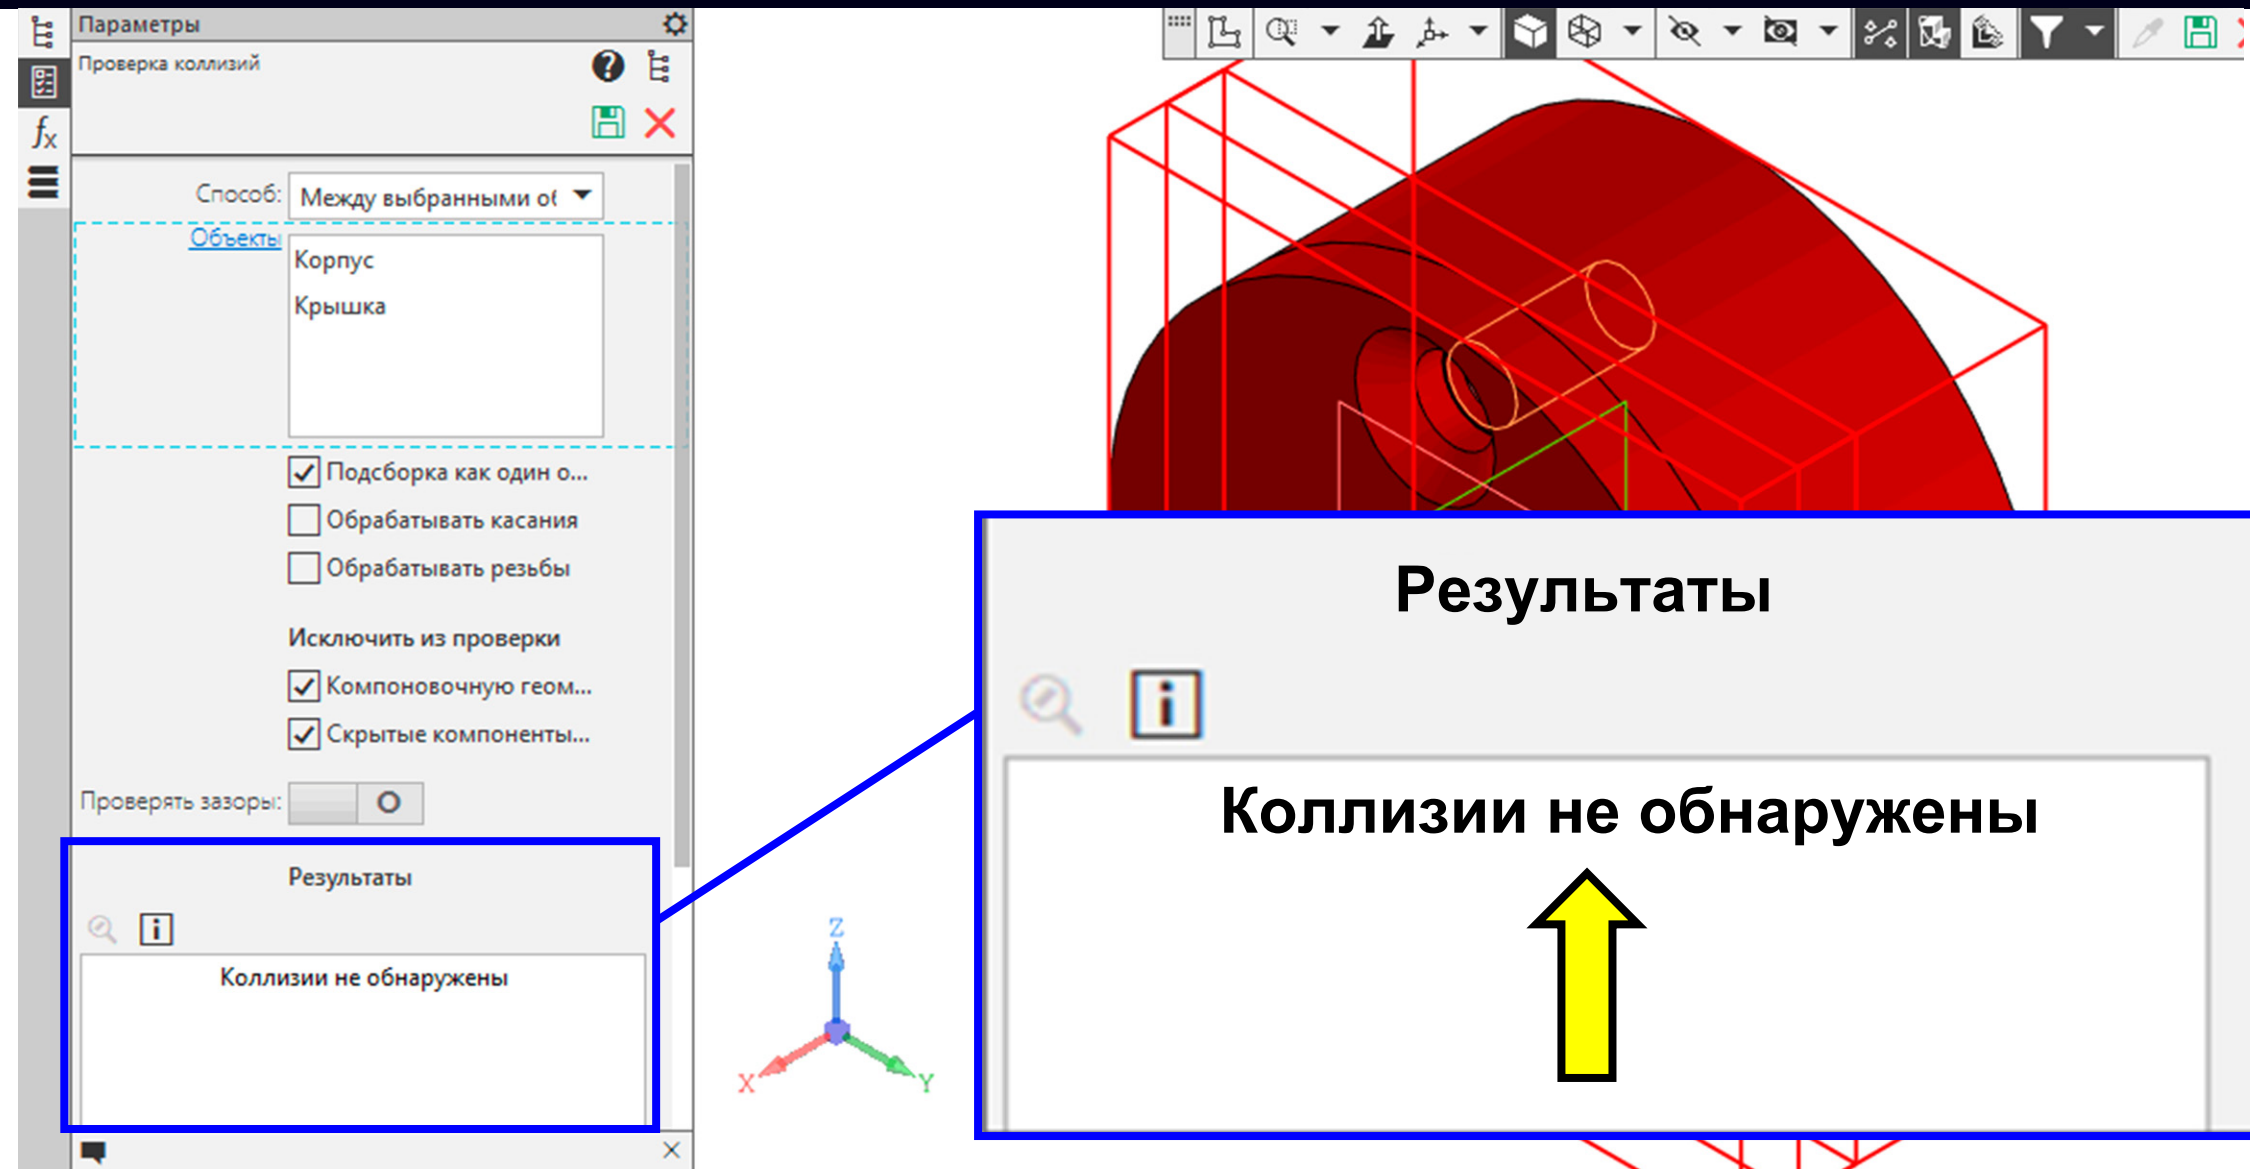 Параметры
Проверка коллизий
Способ: Между выбранными об
Объекты
Корпус
Крышка
Подсборка как один о...
Обрабатывать касания
Обрабатывать резьбы
Исключить из проверки
Компоновочную геом...
Скрытые компоненты...
Проверять зазоры:
Результаты
Коллизии не обнаружены
Z
X
Y
Результаты
Коллизии не обнаружены